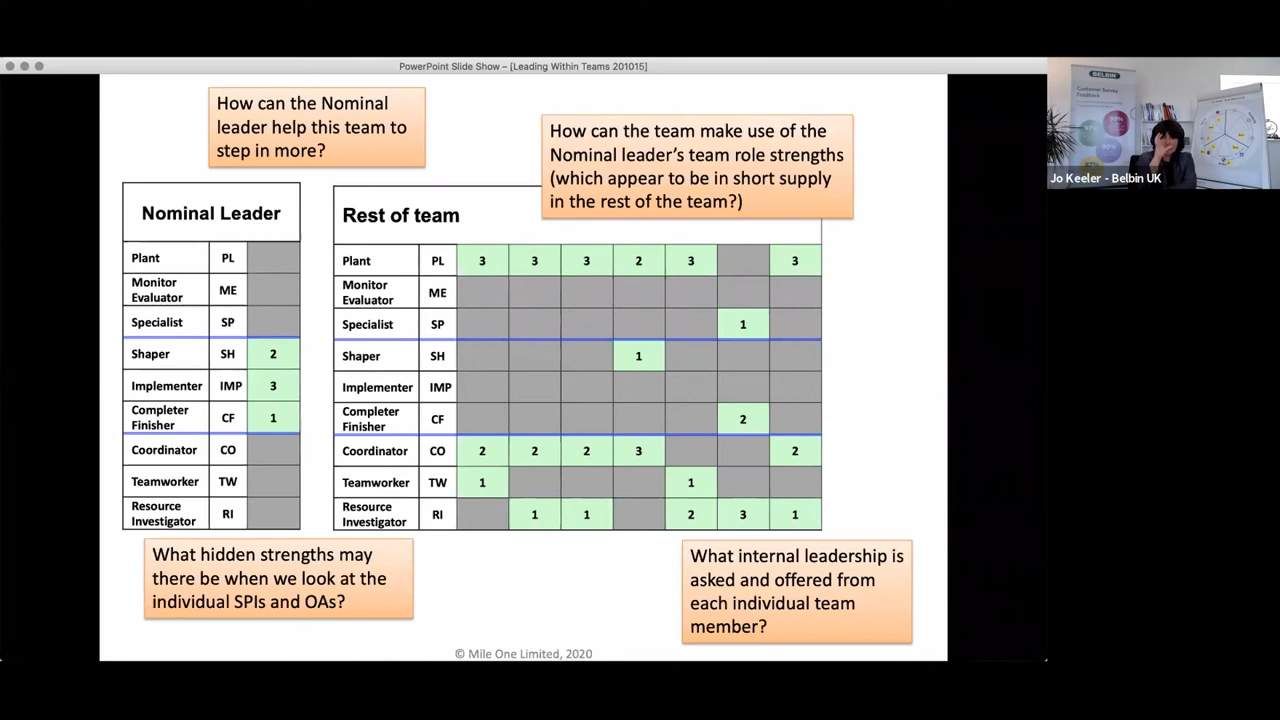 PowerPoint Slide Show – [Leading Within Teams 201015]
How can the Nominal
leader help this team to
step in more?
How can the team make use of the
Nominal leader's team role strengths
(which appear to be in short supply
in the rest of the team?)
Nominal Leader
Plant PL
Monitor
Evaluator ME
Specialist SP
Shaper SH 2
Implementer IMP 3
Completer
Finisher CF 1
Coordinator CO
Teamworker TW
Resource
Investigator RI
Rest of team
Plant PL 3 3 3 2 3 3
Monitor
Evaluator ME
Specialist SP 1
Shaper SH 1
Implementer IMP
Completer
Finisher CF 2
Coordinator CO 2 2 2 3 2
Teamworker TW 1 1
Resource
Investigator RI 1 1 2 3 1
What hidden strengths may
there be when we look at the
individual SPIs and OAs?
What internal leadership is
asked and offered from
each individual team
member?
© Mile One Limited, 2020
BELBIN
Customer Survey
Feedback
Jo Keeler - Belbin UK